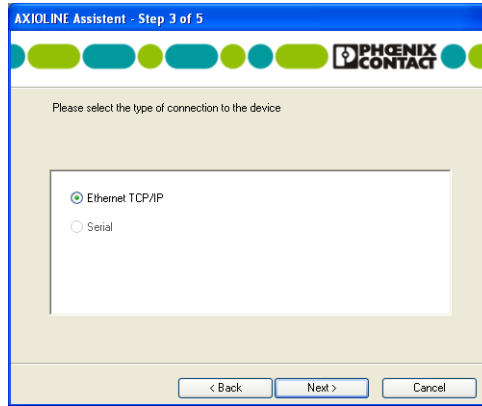 AXIOLINE Assistent - Step 3 of 5
PHŒNIX
CONTACT
Please select the type of connection to the device
Ethernet TCP/IP
Serial
< Back
Next >
Cancel